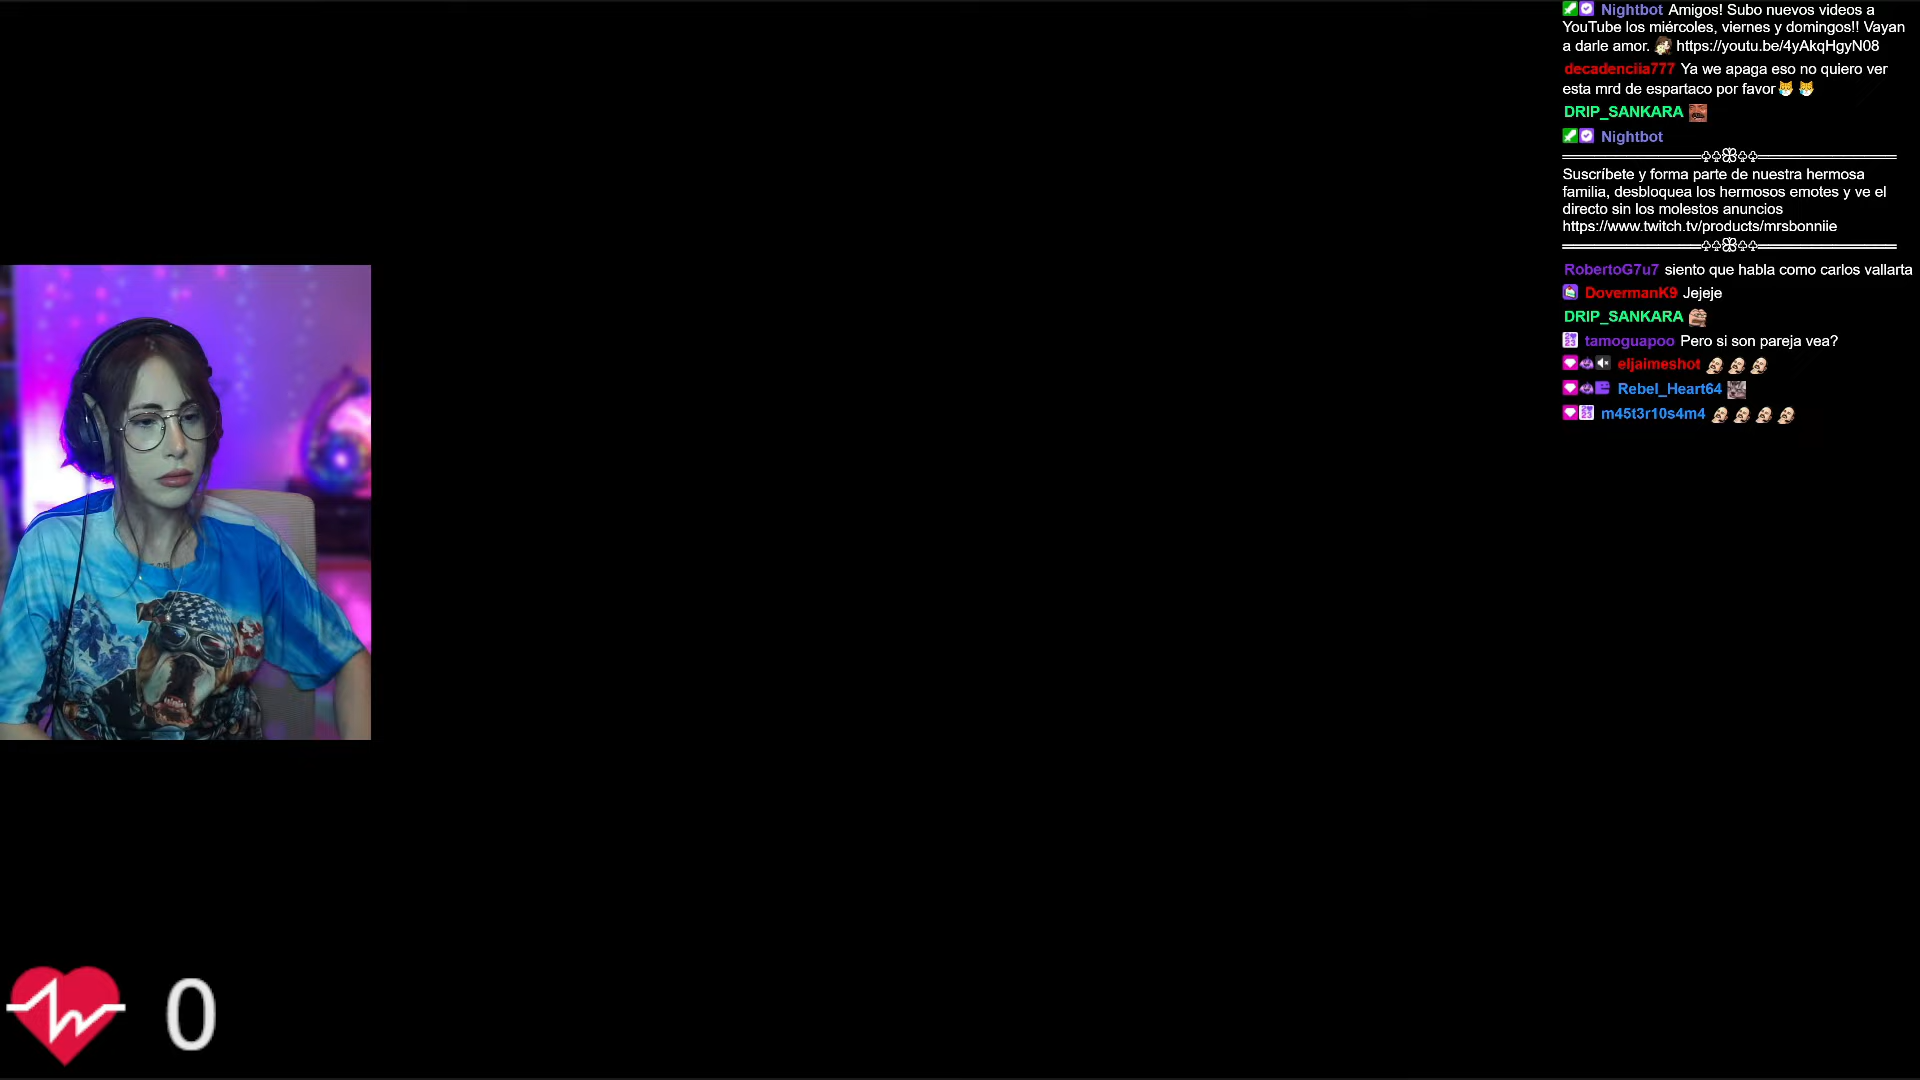 Nightbot Amigos! Subo nuevos videos a
YouTube los miércoles, viernes y domingos!! Vayan
a darle amor. https://youtu.be/4yAkqHgyN08
decadenciia777 Ya we apaga eso no quiero ver
esta mrd de espartaco por favor
DRIP_SANKARA
Nightbot
Suscríbete y forma parte de nuestra hermosa
familia, desbloquea los hermosos emotes y ve el
directo sin los molestos anuncios
https://www.twitch.tv/products/mrsbonniie
RobertoG7u7 siento que habla como carlos vallarta
DovermanK9 Jejeje
DRIP_SANKARA
tamoguapoo Pero si son pareja vea?
eljaimeshot
Rebel_Heart64
m45t3r10s4m4
0